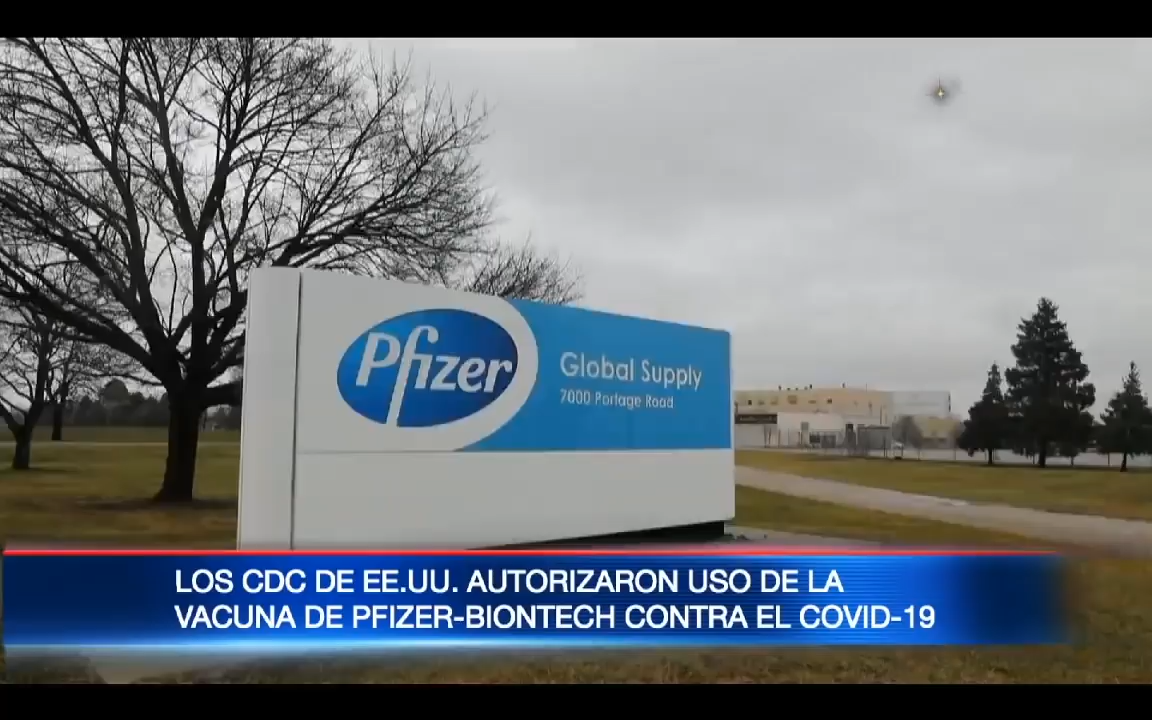 Pfizer
Global Supply
7000 Portage Road
LOS CDC DE EE.UU. AUTORIZARON USO DE LA
VACUNA DE PFIZER-BIONTECH CONTRA EL COVID-19